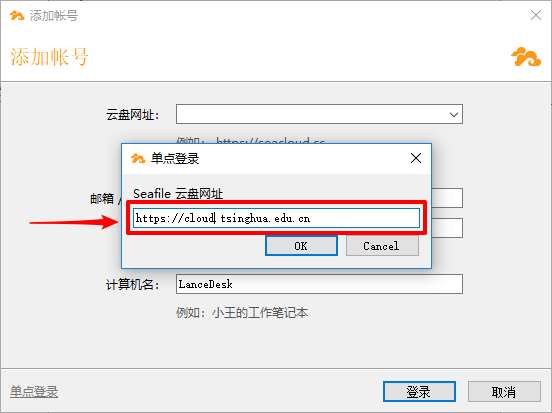 添加帐号
添加帐号
云盘网址：
例如： https://seacloud.cc
单点登录
Seafile 云盘网址
https://cloud.tsinghua.edu.cn
OK
Cancel
邮箱 /
计算机名：
LanceDesk
例如：小王的工作笔记本
单点登录
登录
取消